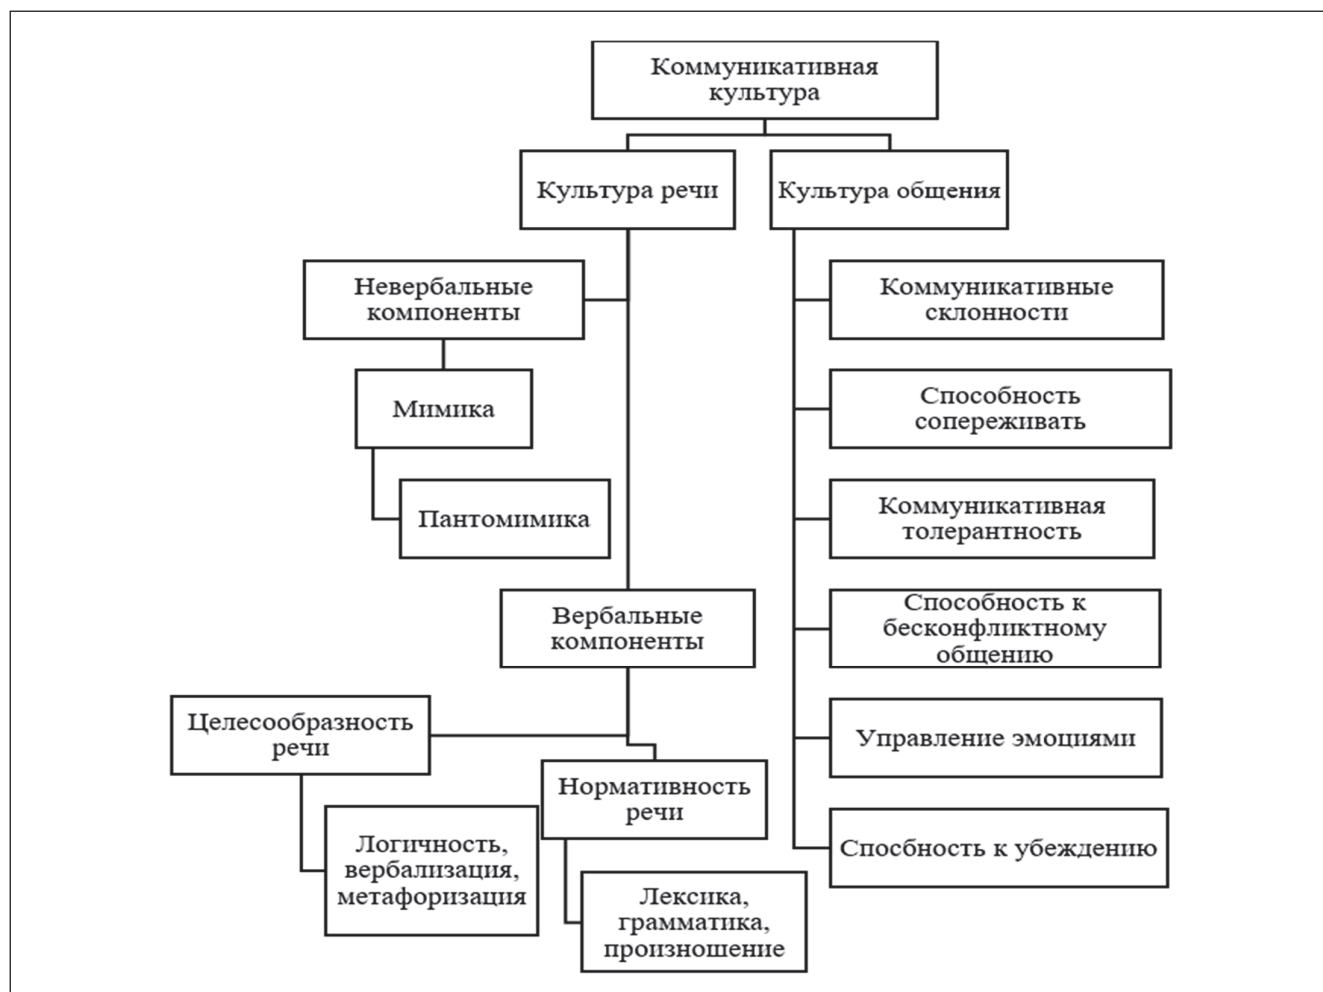 Коммуникативная
культура
Культура речи
Культура общения
Невербальные
компоненты
Мимика
Пантомимика
Вербальные
компоненты
Целесообразность
речи
Логичность,
вербализация,
метафоризация
Нормативность
речи
Лексика,
грамматика,
произношение
Коммуникативные
склонности
Способность
сопереживать
Коммуникативная
толерантность
Способность к
бесконфликтному
общению
Управление эмоциями
Спосбность к убеждению